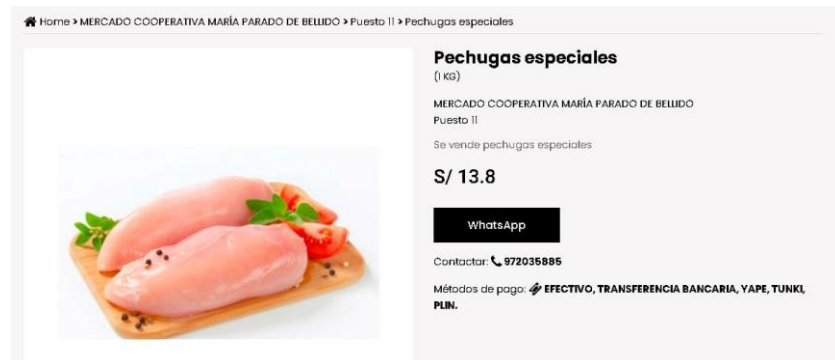 Home > MERCADO COOPERATIVA MARÍA PARADO DE BELLIDO > Puesto 11 > Pechugas especiales
Pechugas especiales
(1 KG)
MERCADO COOPERATIVA MARÍA PARADO DE BELLIDO
Puesto 11
Se vende pechugas especiales
S/ 13.8
WhatsApp
Contactar: 972035885
Métodos de pago: EFECTIVO, TRANSFERENCIA BANCARIA, YAPE, TUNKI,
PLIN.